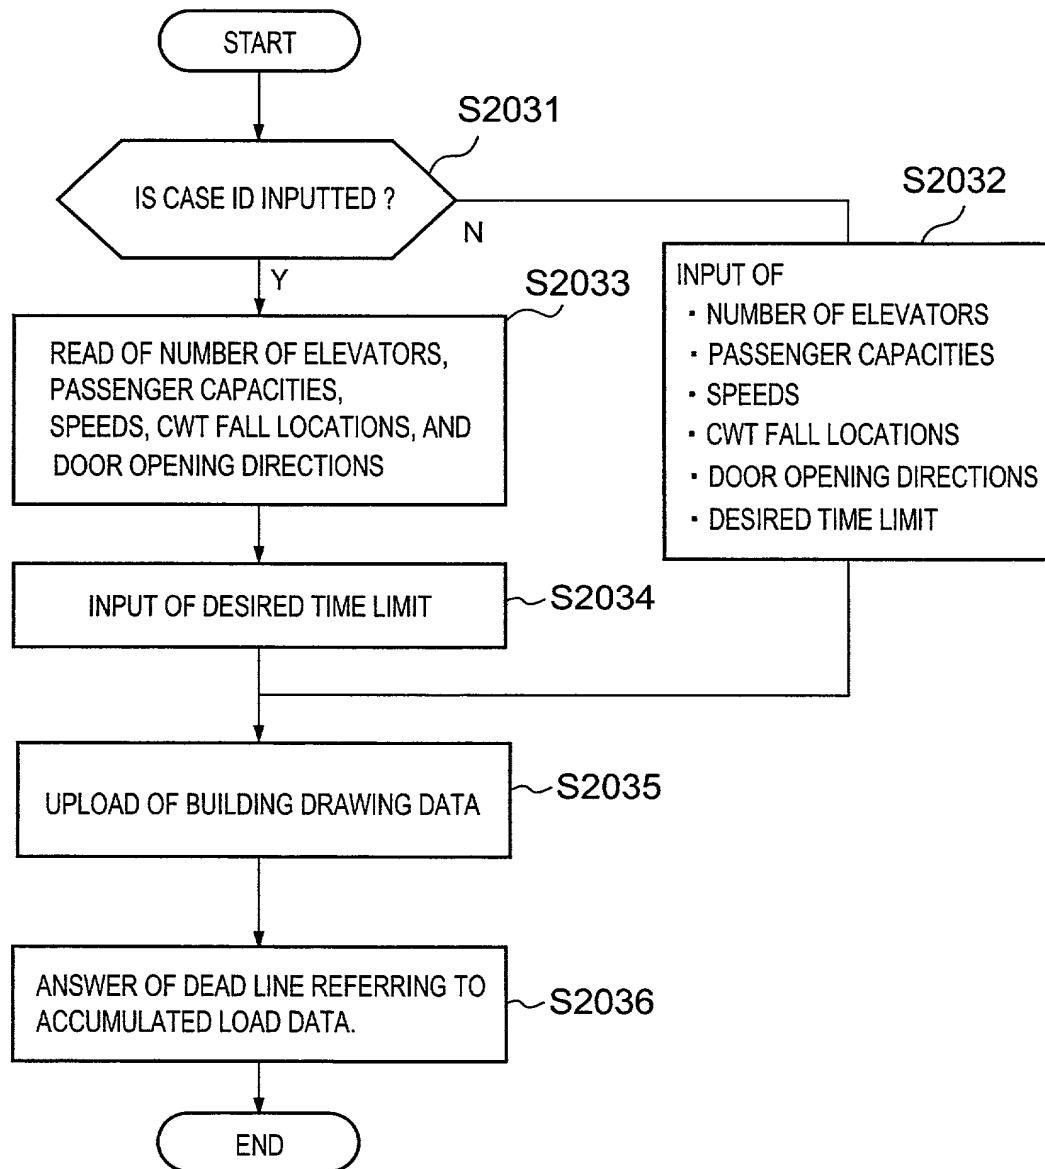 START
S2031
IS CASE ID INPUTTED ?
N
Y
S2032
INPUT OF
・ NUMBER OF ELEVATORS
・ PASSENGER CAPACITIES
・ SPEEDS
・ CWT FALL LOCATIONS
・ DOOR OPENING DIRECTIONS
・ DESIRED TIME LIMIT
S2033
READ OF NUMBER OF ELEVATORS,
PASSENGER CAPACITIES,
SPEEDS, CWT FALL LOCATIONS, AND
DOOR OPENING DIRECTIONS
INPUT OF DESIRED TIME LIMIT
S2034
UPLOAD OF BUILDING DRAWING DATA
S2035
ANSWER OF DEAD LINE REFERRING TO
ACCUMULATED LOAD DATA.
S2036
END